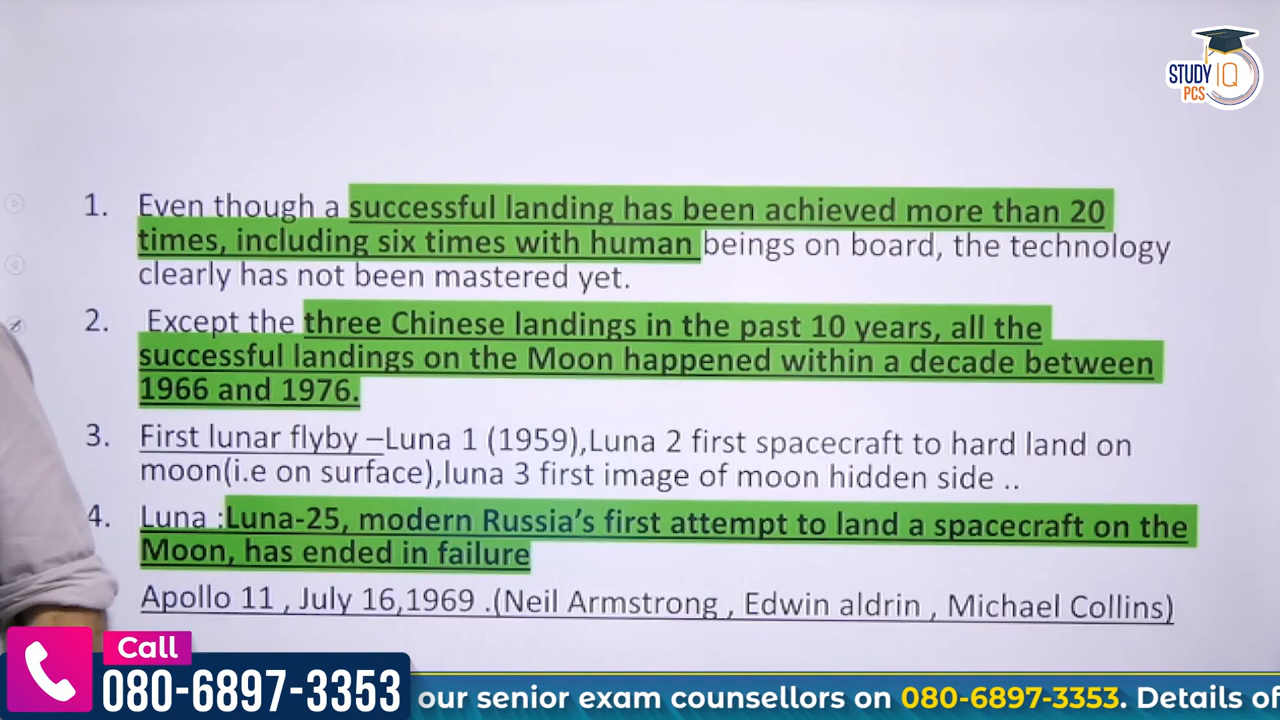 STUDY IQ
PCS
1. Even though a successful landing has been achieved more than 20
times, including six times with human beings on board, the technology
clearly has not been mastered yet.
2. Except the three Chinese landings in the past 10 years, all the
successful landings on the Moon happened within a decade between
1966 and 1976.
3. First lunar flyby –Luna 1 (1959),Luna 2 first spacecraft to hard land on
moon(i.e on surface),luna 3 first image of moon hidden side ..
4. Luna :Luna-25, modern Russia’s first attempt to land a spacecraft on the
Moon, has ended in failure
Apollo 11 , July 16,1969 .(Neil Armstrong , Edwin aldrin , Michael Collins)
Call
080-6897-3353
our senior exam counsellors on 080-6897-3353. Details of